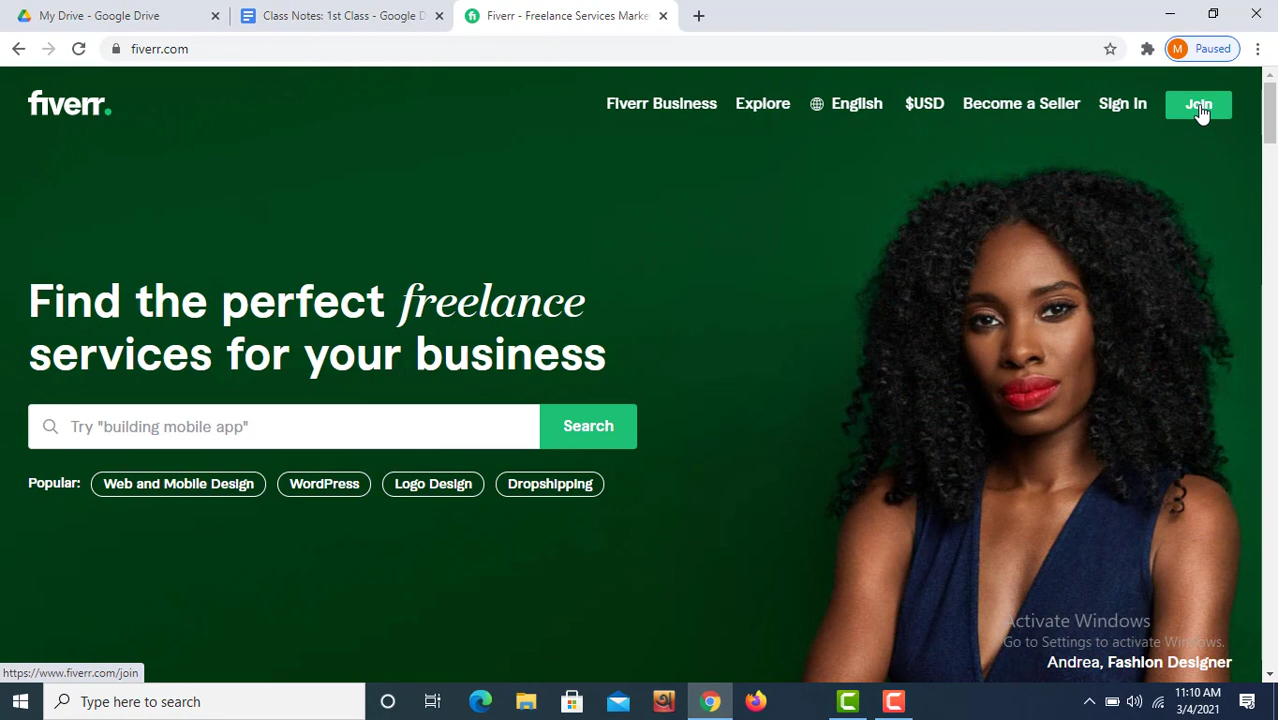 My Drive - Google Drive
Class Notes: 1st Class - Google D
Fiverr - Freelance Services Marke
fiverr.com
M Paused
fiverr.
Fiverr Business Explore English $USD Become a Seller Sign In Join
Find the perfect freelance
services for your business
Try "building mobile app" Search
Popular: Web and Mobile Design WordPress Logo Design Dropshipping
Activate Windows
Go to Settings to activate Windows.
Andrea, Fashion Designer
https://www.fiverr.com/join
Type here to search
11:10 AM
3/4/2021